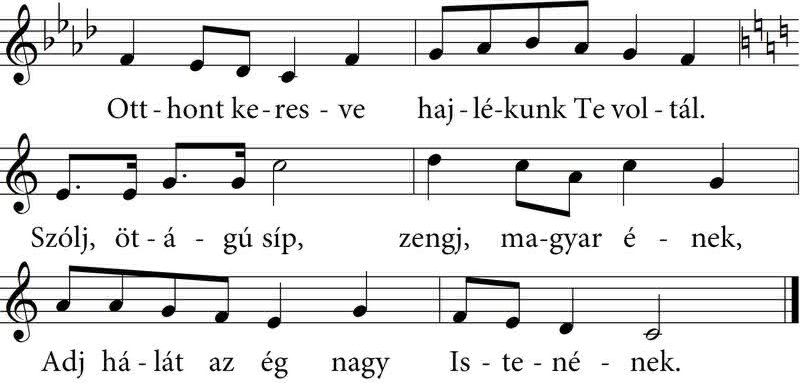 Ott - hont ke - res - ve haj - lé - kunk Te vol - tál.
Szólj, öt - á - gú síp, zengj, ma - gyar é - nek,
Adj há - lát az ég nagy Is - te - né - nek.